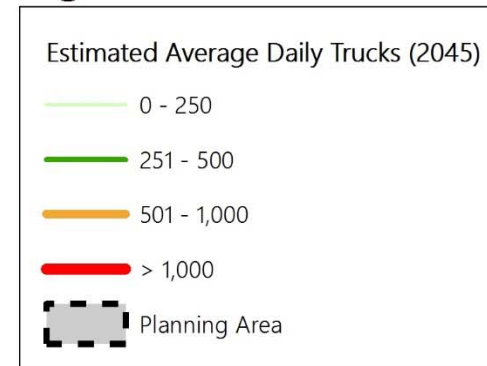 Estimated Average Daily Trucks (2045)
0 - 250
251 - 500
501 - 1,000
> 1,000
Planning Area